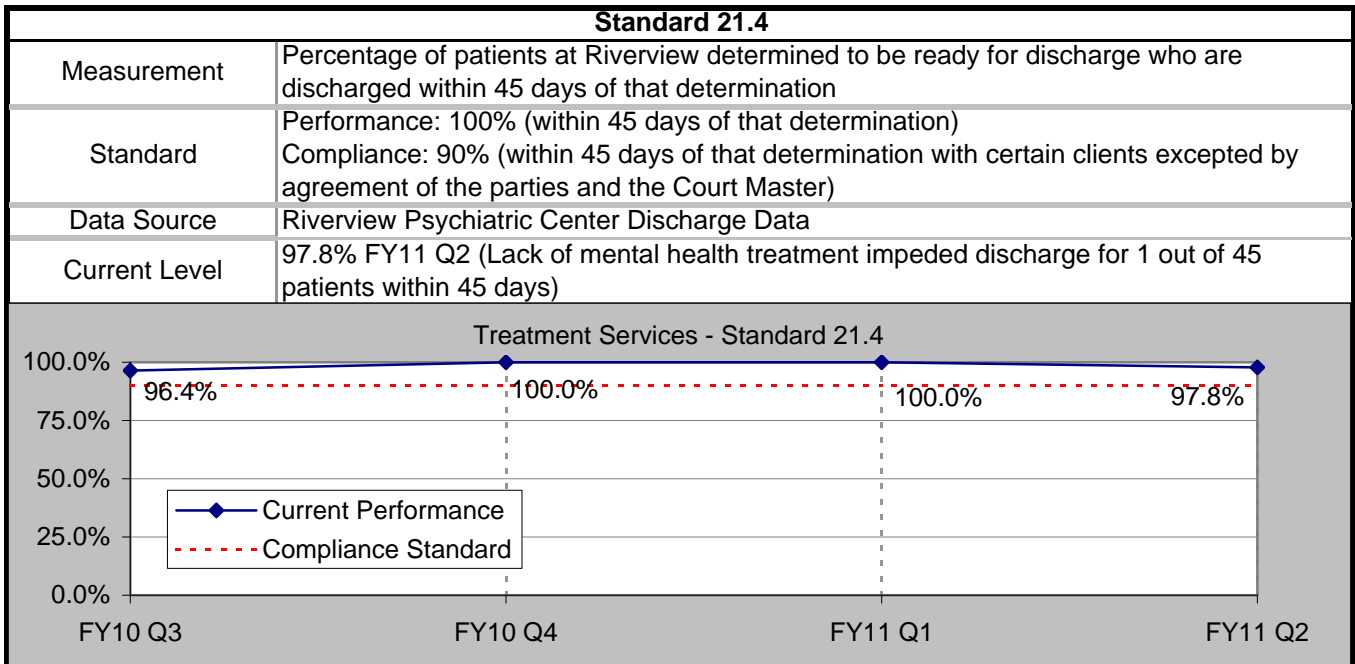 Standard 21.4
Measurement
Percentage of patients at Riverview determined to be ready for discharge who are
discharged within 45 days of that determination
Standard
Performance: 100% (within 45 days of that determination)
Compliance: 90% (within 45 days of that determination with certain clients excepted by
agreement of the parties and the Court Master)
Data Source
Riverview Psychiatric Center Discharge Data
Current Level
97.8% FY11 Q2 (Lack of mental health treatment impeded discharge for 1 out of 45
patients within 45 days)
Treatment Services - Standard 21.4
100.0%
75.0%
50.0%
25.0%
0.0%
96.4%
100.0%
100.0%
97.8%
Current Performance
Compliance Standard
FY10 Q3
FY10 Q4
FY11 Q1
FY11 Q2